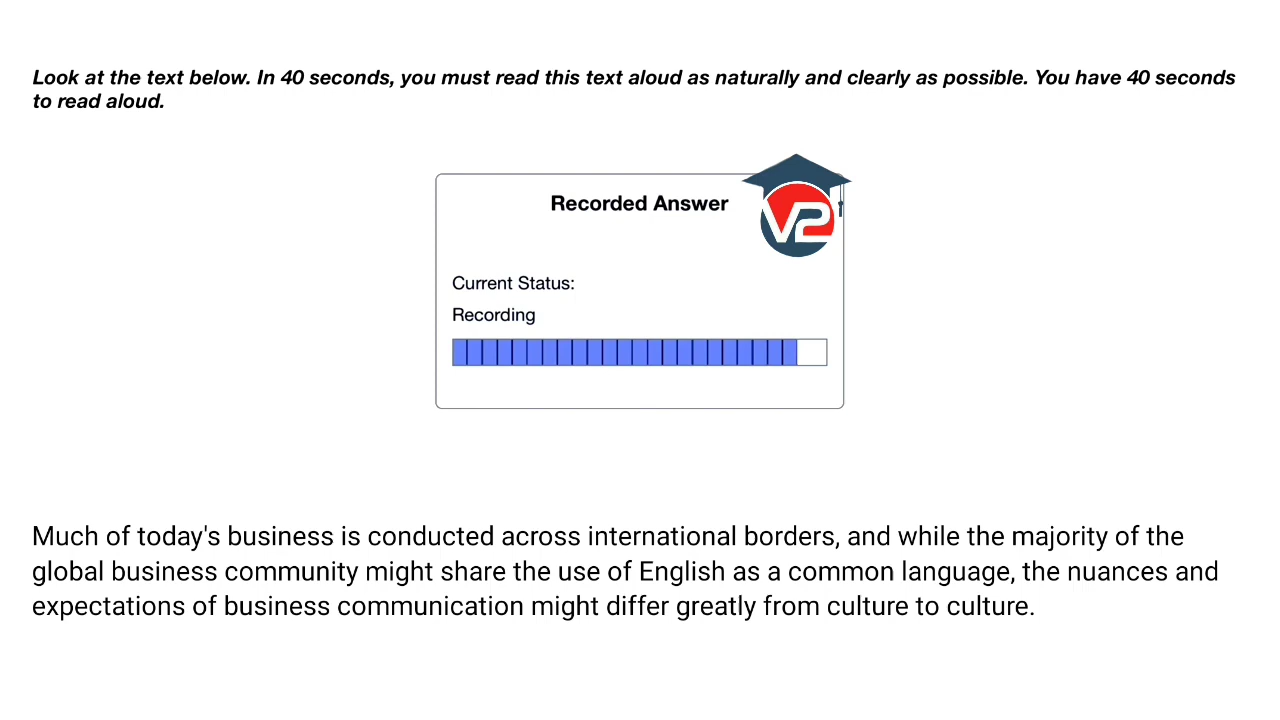 Look at the text below. In 40 seconds, you must read this text aloud as naturally and clearly as possible. You have 40 seconds
to read aloud.
Recorded Answer
V2
Current Status:
Recording
Much of today's business is conducted across international borders, and while the majority of the
global business community might share the use of English as a common language, the nuances and
expectations of business communication might differ greatly from culture to culture.